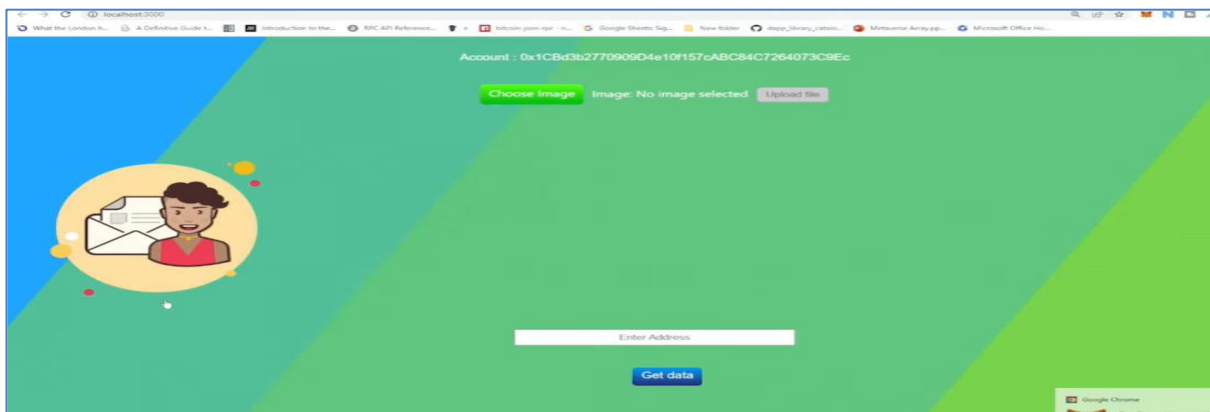 localhost:3000
What the London h... A Definitive Guide t... Introduction to the... RPC API Reference... bitcoin-json-rpc - n... Google Sheets Sig... New folder dapp_library_catalo... Metaverse Array.pp... Microsoft Office Ho...
Account : 0x1CBd3b2770909D4e10f157cABC84C7264073C9Ec
Choose Image Image: No image selected Upload file
Enter Address
Get data
Google Chrome